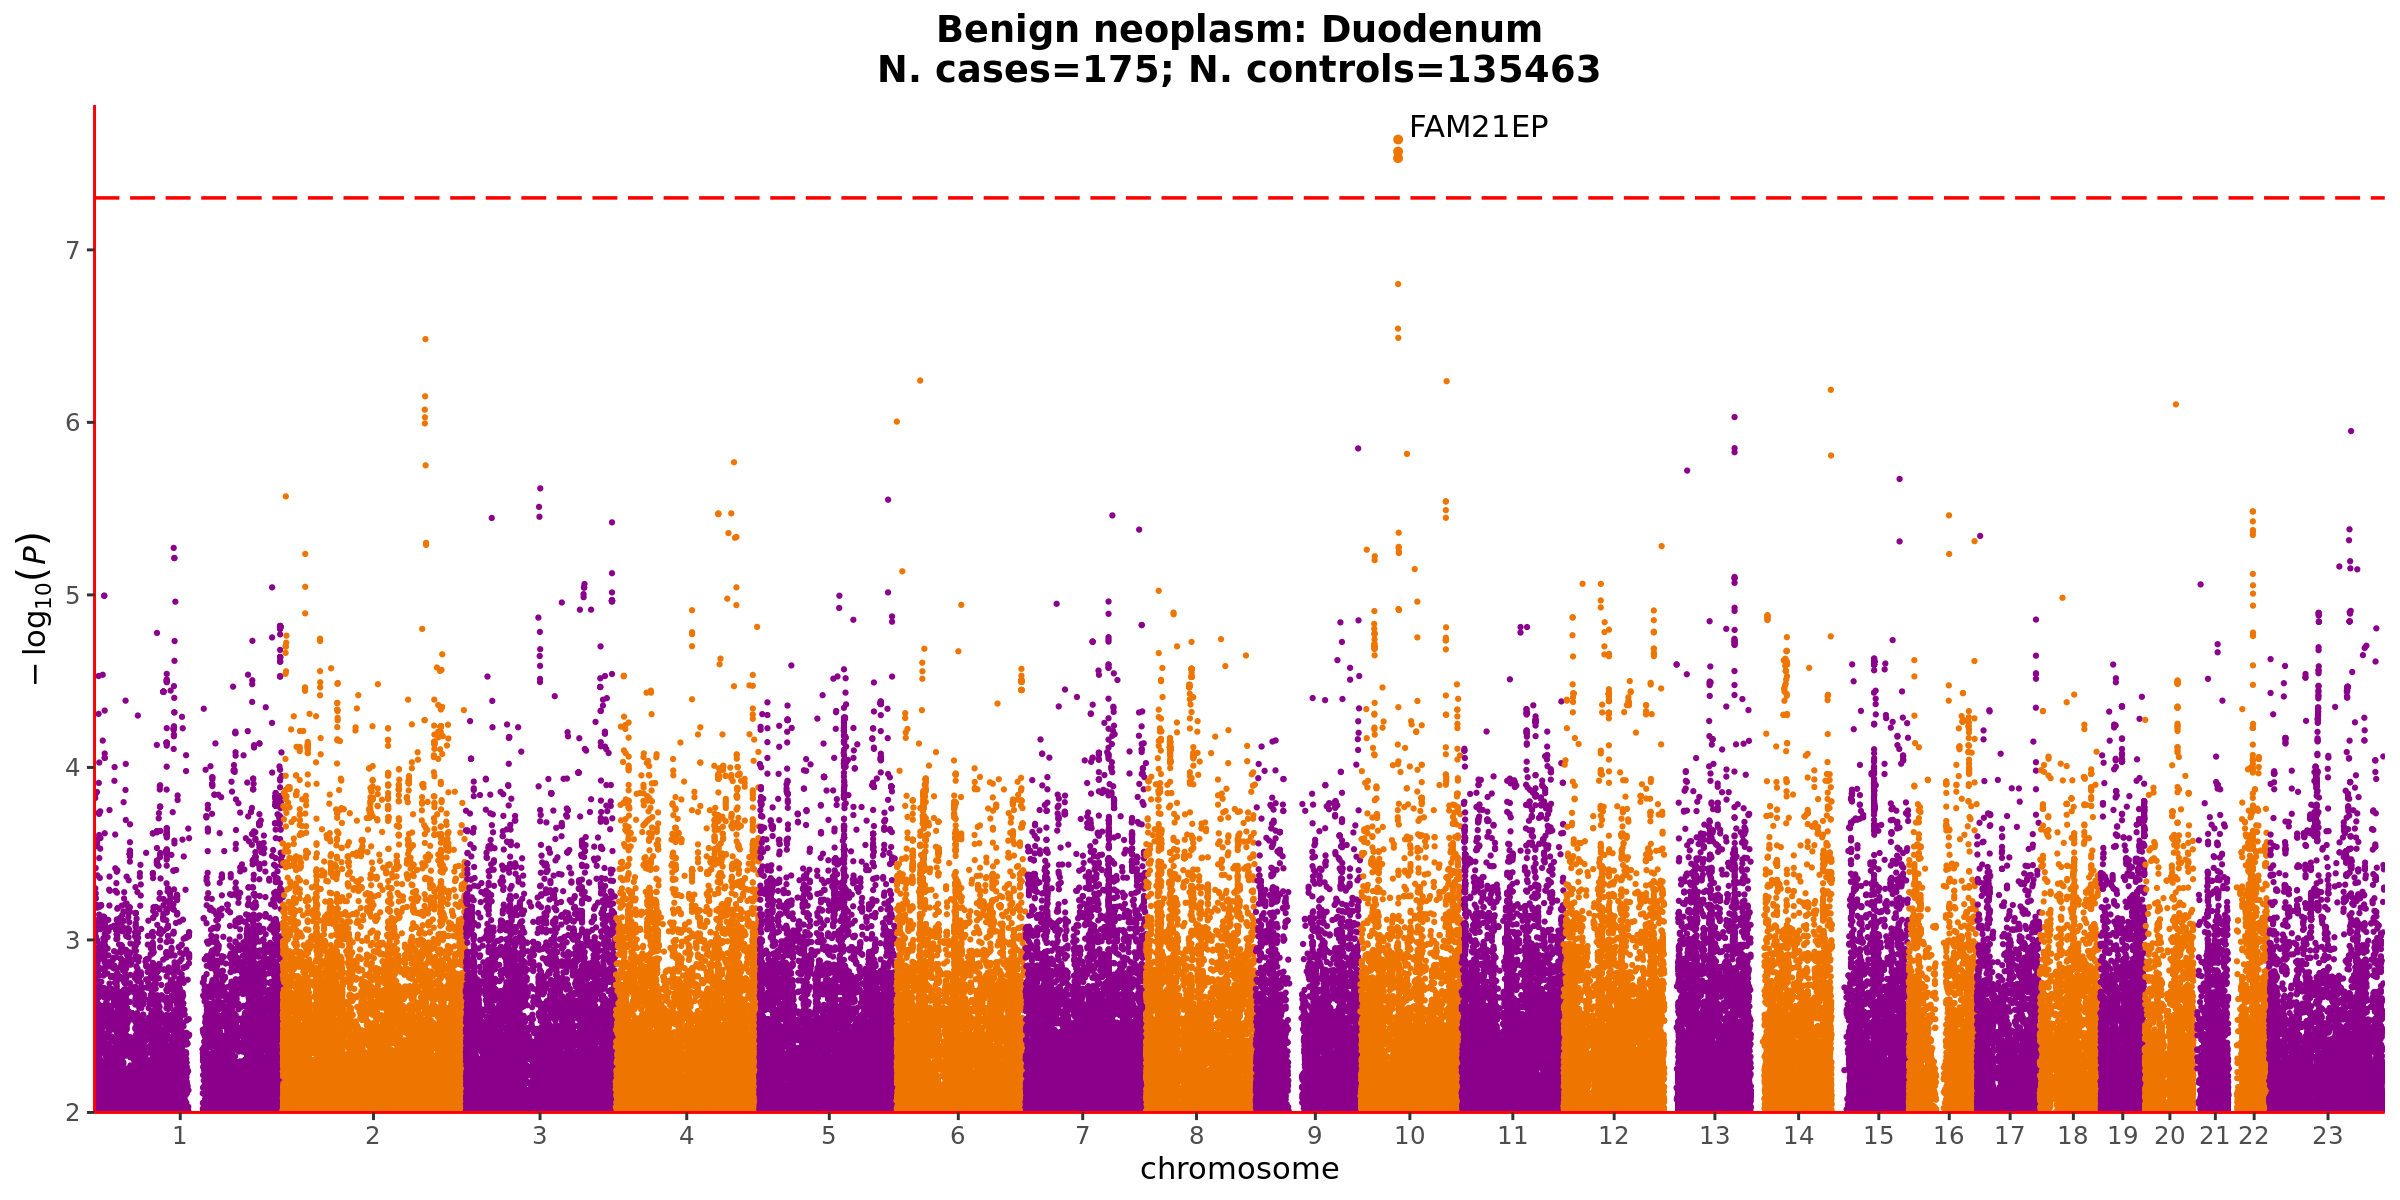 Benign neoplasm: Duodenum
N. cases=175; N. controls=135463
FAM21EP
7
6
5
4
3
2
− log10(P)
1 2 3 4 5 6 7 8 9 10 11 12 13 14 15 16 17 18 19 20 21 22 23
chromosome